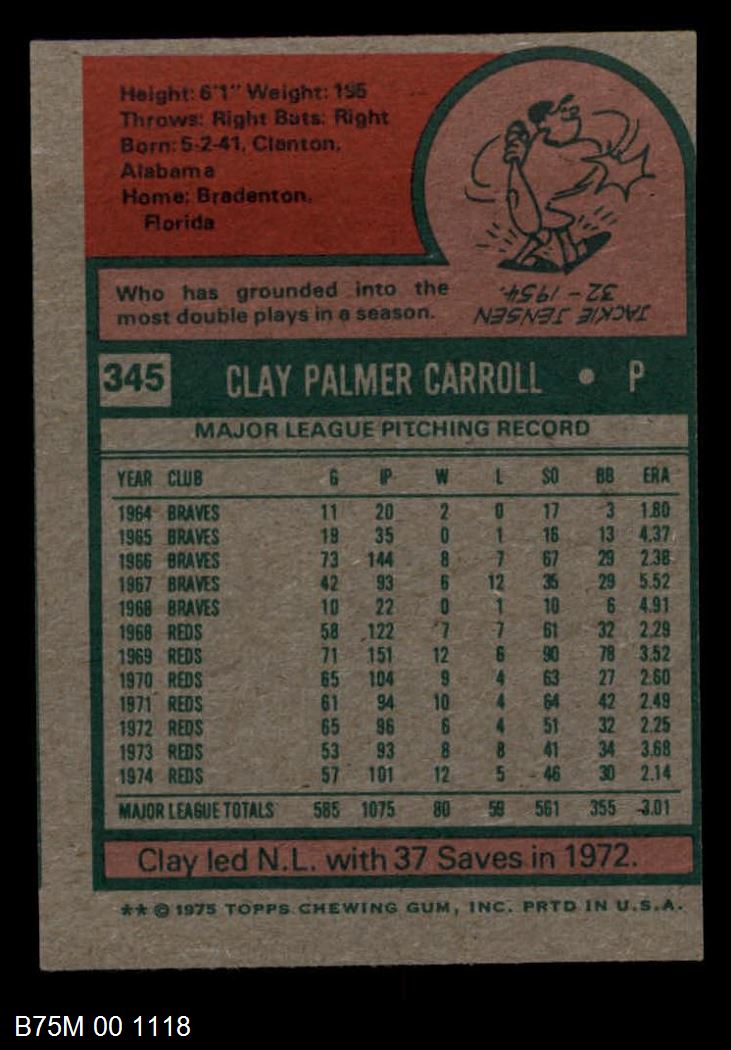 Height: 6'1" Weight: 195
Throws: Right Bats: Right
Born: 5-2-41, Clanton,
Alabama
Home: Bradenton,
Florida
Who has grounded into the
most double plays in a season.
JACKIE JENSEN
32 - 1954.
345 CLAY PALMER CARROLL • P
MAJOR LEAGUE PITCHING RECORD
YEAR CLUB G IP W L SO BB ERA
1964 BRAVES 11 20 2 0 17 3 1.80
1965 BRAVES 19 35 0 1 16 13 4.37
1966 BRAVES 73 144 8 7 67 29 2.38
1967 BRAVES 42 93 6 12 35 29 5.52
1968 BRAVES 10 22 0 1 10 6 4.91
1968 REDS 58 122 7 7 61 32 2.29
1969 REDS 71 151 12 6 90 78 3.52
1970 REDS 65 104 9 4 63 27 2.60
1971 REDS 61 94 10 4 64 42 2.49
1972 REDS 65 96 6 4 51 32 2.25
1973 REDS 53 93 8 8 41 34 3.68
1974 REDS 57 101 12 5 46 30 2.14
MAJOR LEAGUE TOTALS 585 1075 80 59 561 355 3.01
Clay led N.L. with 37 Saves in 1972.
** © 1975 TOPPS CHEWING GUM, INC. PRTD IN U.S.A.
B75M 00 1118